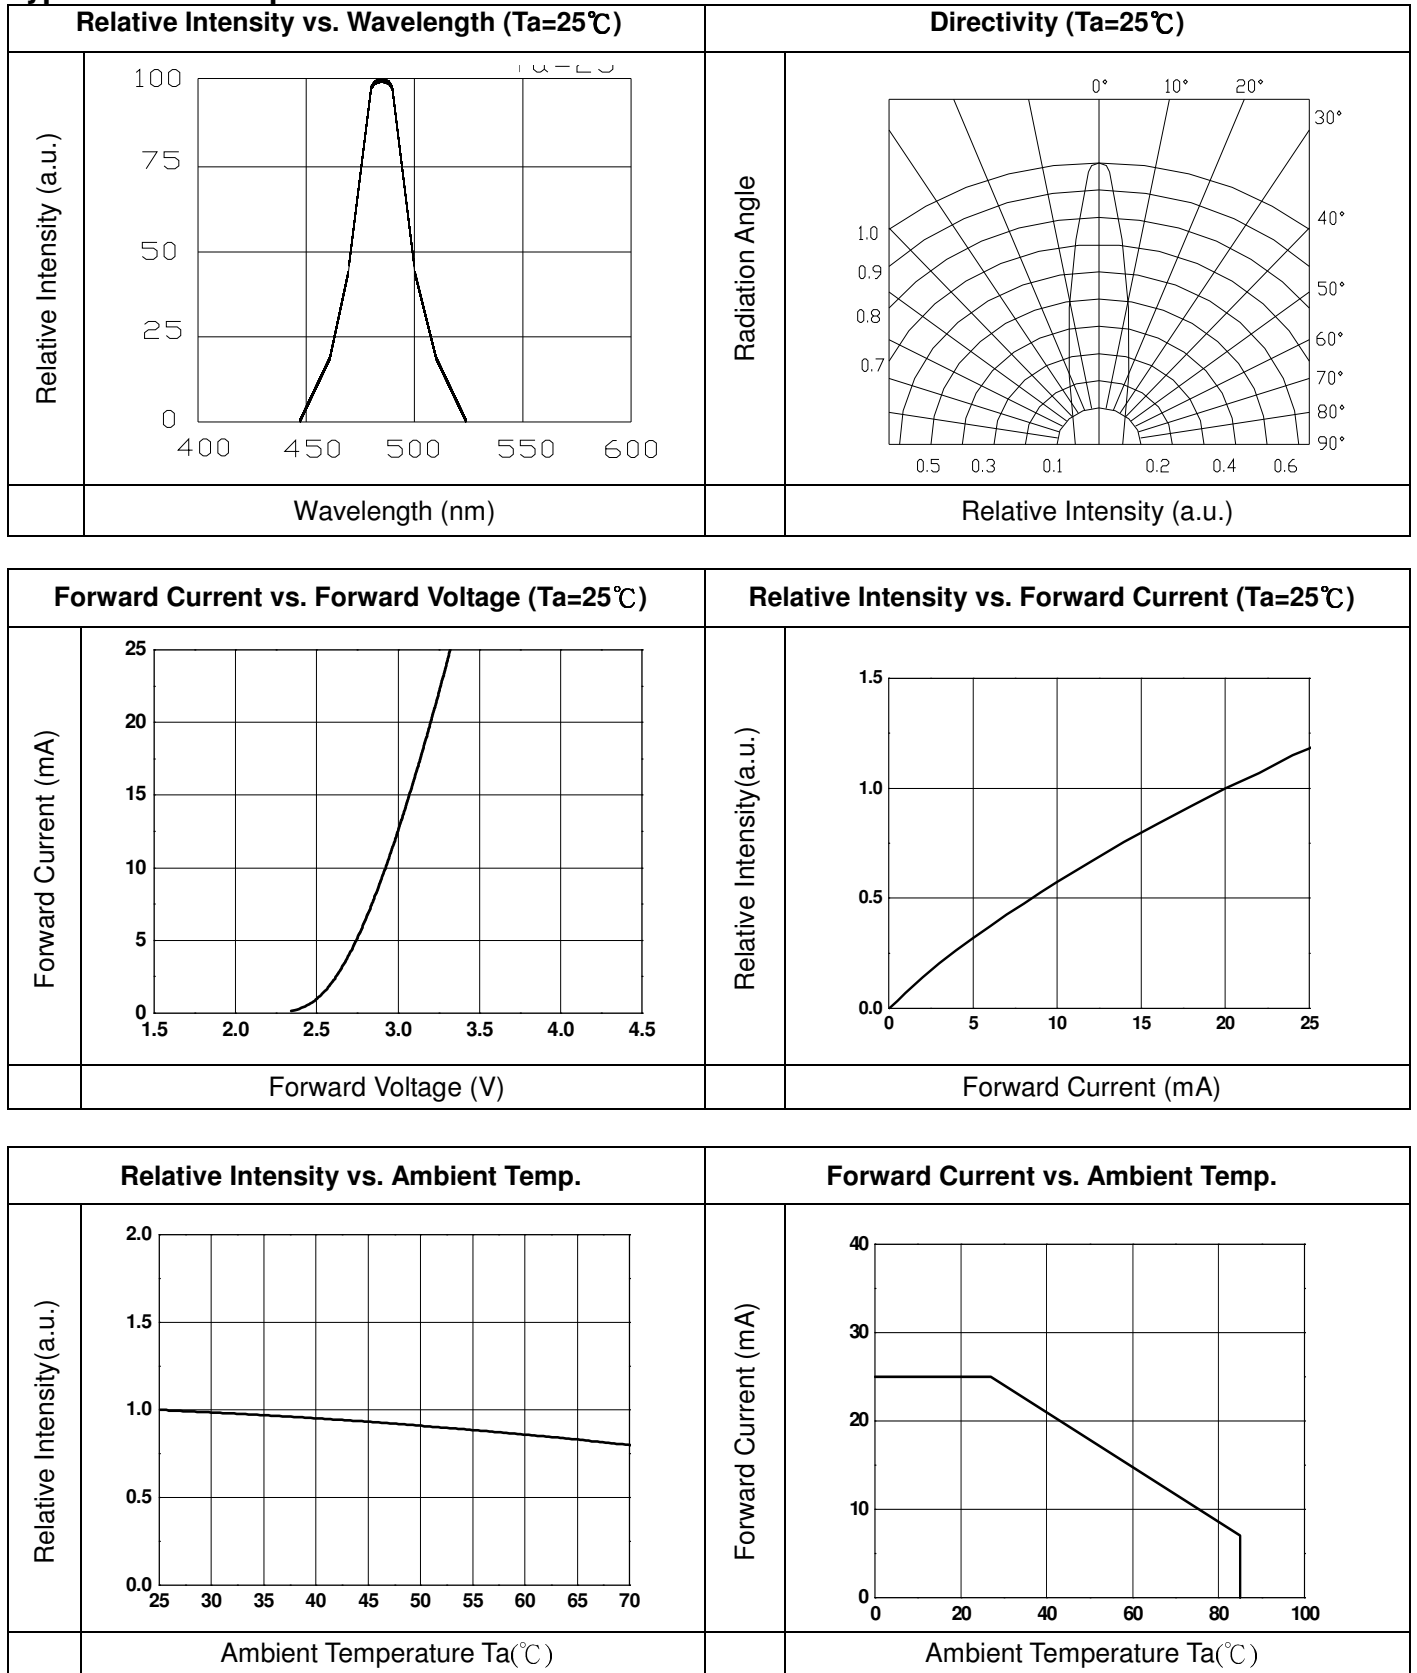 Relative Intensity vs. Wavelength (Ta=25℃)
Directivity (Ta=25℃)
Relative Intensity (a.u.)
100
75
50
25
0
400 450 500 550 600
Wavelength (nm)
Radiation Angle
0° 10° 20°
30°
40°
50°
60°
70°
80°
90°
1.0
0.9
0.8
0.7
0.5 0.3 0.1 0.2 0.4 0.6
Relative Intensity (a.u.)
Forward Current vs. Forward Voltage (Ta=25℃)
Relative Intensity vs. Forward Current (Ta=25℃)
Forward Current (mA)
25
20
15
10
5
0
1.5 2.0 2.5 3.0 3.5 4.0 4.5
Forward Voltage (V)
Relative Intensity(a.u.)
1.5
1.0
0.5
0.0
0 5 10 15 20 25
Forward Current (mA)
Relative Intensity vs. Ambient Temp.
Forward Current vs. Ambient Temp.
Relative Intensity(a.u.)
2.0
1.5
1.0
0.5
0.0
25 30 35 40 45 50 55 60 65 70
Ambient Temperature Ta(℃)
Forward Current (mA)
40
30
20
10
0
0 20 40 60 80 100
Ambient Temperature Ta(℃)